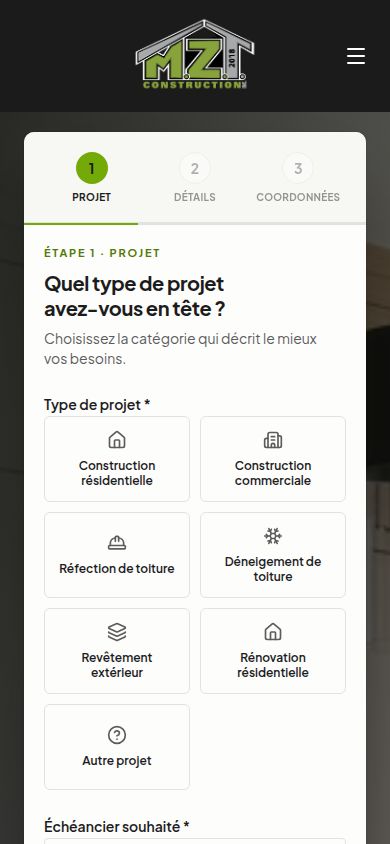 M.Z.T
2018
CONSTRUCTION
1
2
3
PROJET
DÉTAILS
COORDONNÉES
ÉTAPE 1 · PROJET
Quel type de projet
avez-vous en tête ?
Choisissez la catégorie qui décrit le mieux
vos besoins.
Type de projet *
Construction
résidentielle
Construction
commerciale
Réfection de toiture
Déneigement de
toiture
Revêtement
extérieur
Rénovation
résidentielle
Autre projet
Échéancier souhaité *